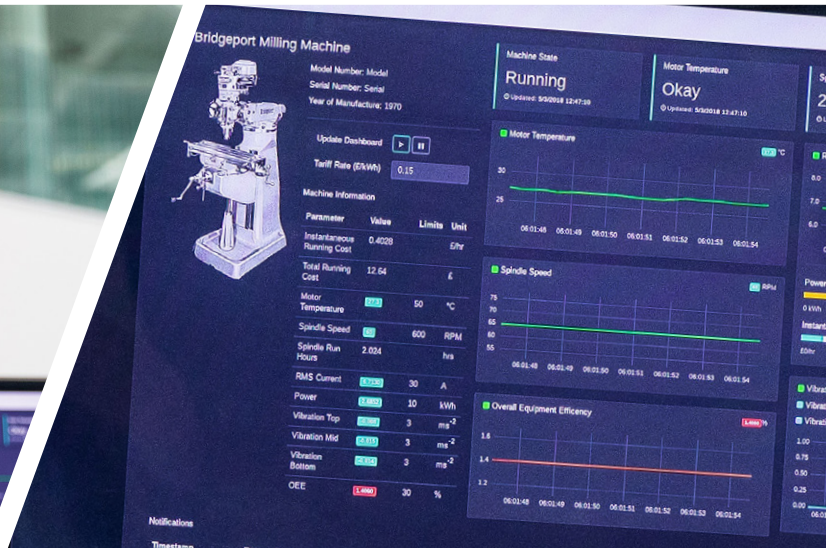 Bridgeport Milling Machine
Model Number: Model
Serial Number: Serial
Year of Manufacture: 1970
Update Dashboard
Tariff Rate (£/kWh) 0.15
Machine Information
Parameter Value Limits Unit
Instantaneous Running Cost 0.4028 £/hr
Total Running Cost 12.64 £
Motor Temperature 50 °C
Spindle Speed 600 RPM
Spindle Run Hours 2.024 hrs
RMS Current 30 A
Power 10 kWh
Vibration Top 3 ms-2
Vibration Mid 3 ms-2
Vibration Bottom 3 ms-2
OEE 1.4060 30 %
Notifications
Timestamp
Machine State
Running
Updated: 5/3/2018 12:47:10
Motor Temperature
Okay
Updated: 5/3/2018 12:47:10
Motor Temperature
°C
30
25
06:01:48 06:01:49 06:01:50 06:01:51 06:01:52 06:01:53 06:01:54
Spindle Speed
RPM
75
70
65
60
55
06:01:48 06:01:49 06:01:50 06:01:51 06:01:52 06:01:53 06:01:54
Overall Equipment Efficency
%
1.6
1.4
1.2
06:01:48 06:01:49 06:01:50 06:01:51 06:01:52 06:01:53 06:01:54
8.0
7.0
6.0
Power
0 kWh
Instant
£0/hr
Vibrat
Vibrat
Vibrati
1.00
0.75
0.50
0.25
0.00